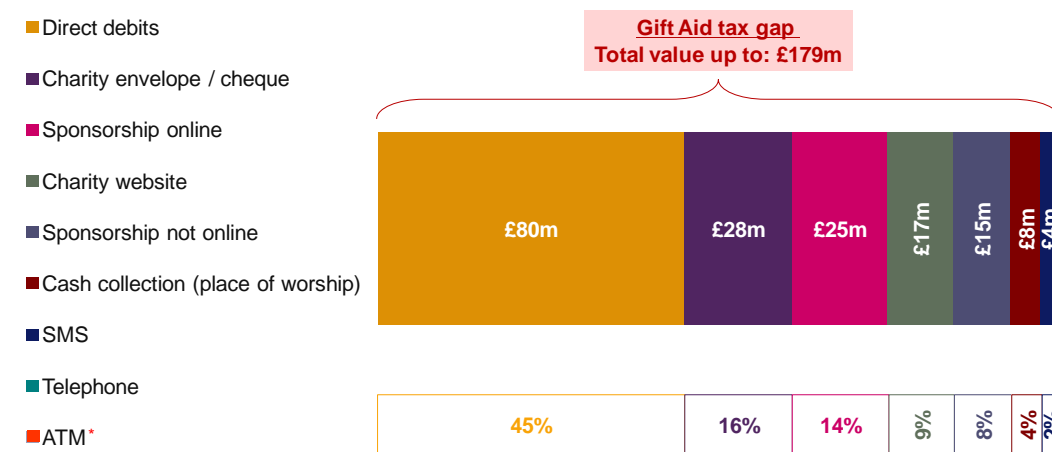 Direct debits
Charity envelope / cheque
Sponsorship online
Charity website
Sponsorship not online
Cash collection (place of worship)
SMS
Telephone
ATM*
Gift Aid tax gap
Total value up to: £179m
£80m
£28m
£25m
£17m
£15m
£8m
£4m
45%
16%
14%
9%
8%
4%
2%